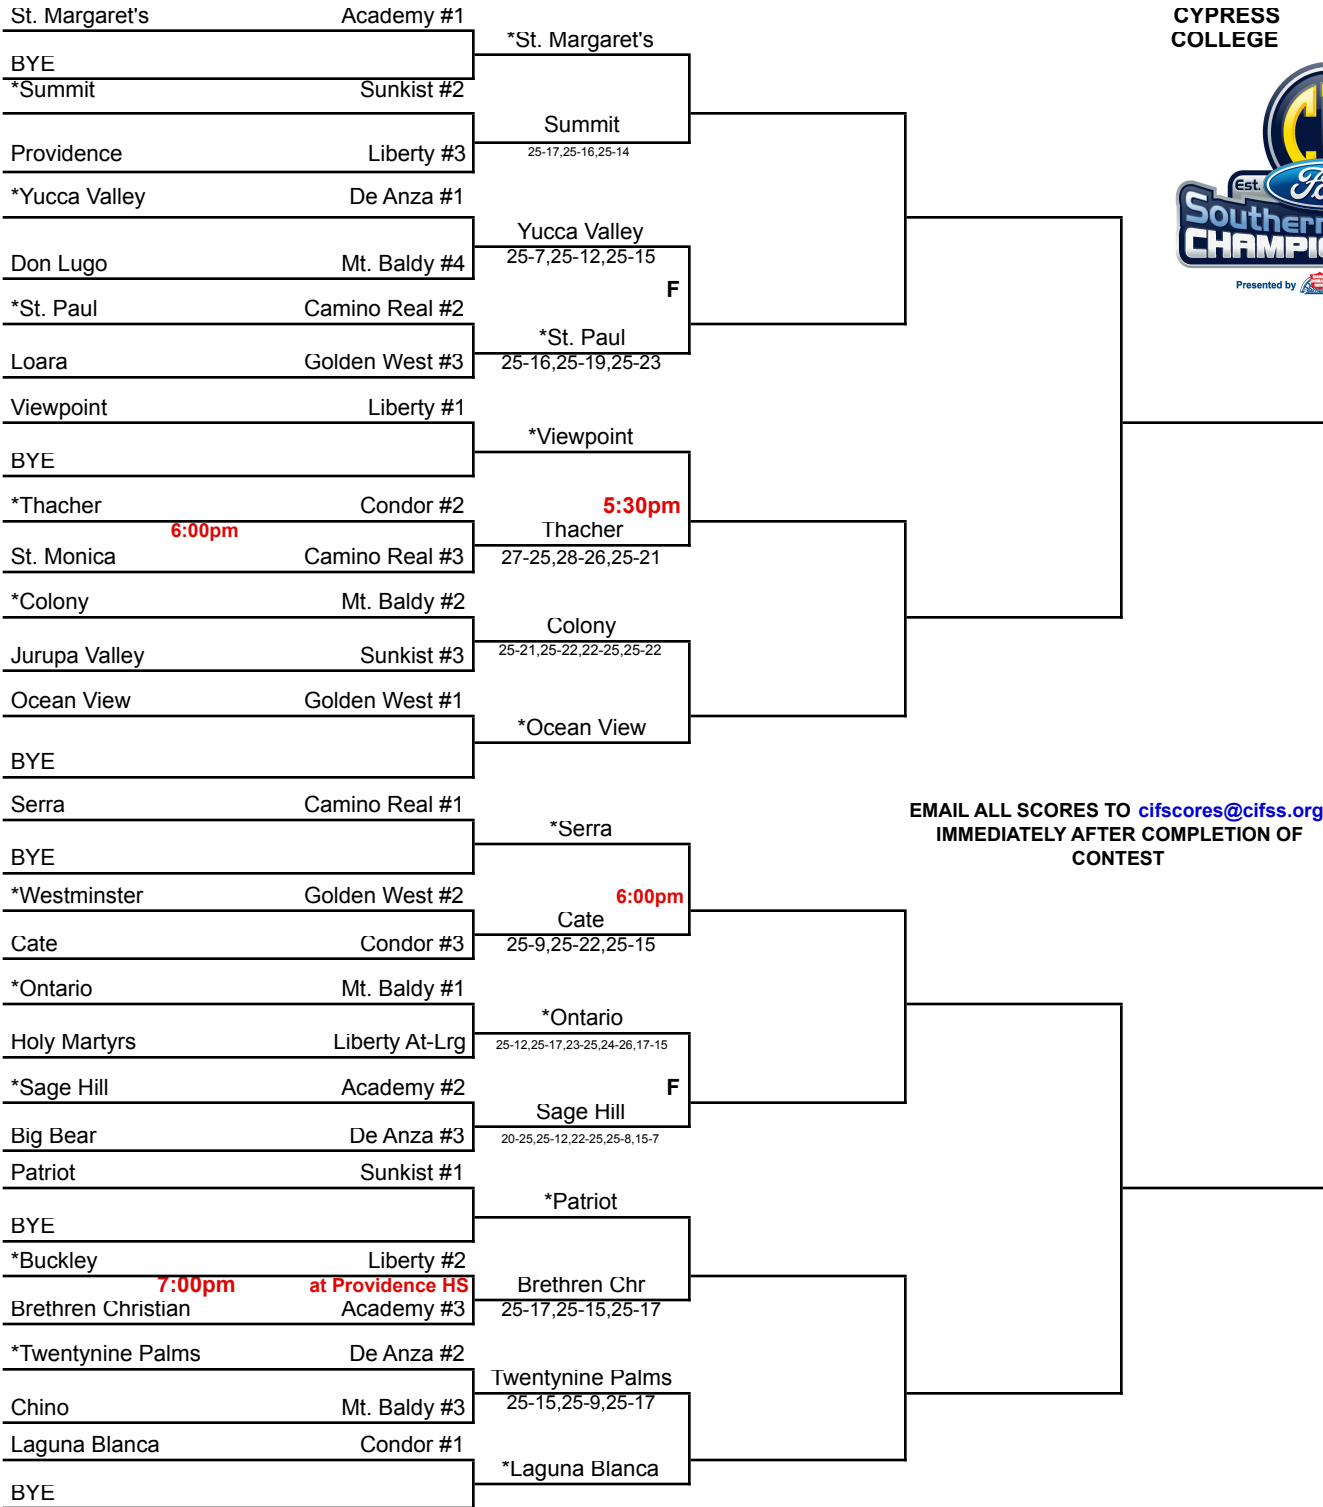 St. Margaret's Academy #1
BYE
*Summit Sunkist #2
Providence Liberty #3
*Yucca Valley De Anza #1
Don Lugo Mt. Baldy #4
*St. Paul Camino Real #2
Loara Golden West #3
Viewpoint Liberty #1
BYE
*Thacher Condor #2
6:00pm
St. Monica Camino Real #3
*Colony Mt. Baldy #2
Jurupa Valley Sunkist #3
Ocean View Golden West #1
BYE
Serra Camino Real #1
BYE
*Westminster Golden West #2
Cate Condor #3
*Ontario Mt. Baldy #1
Holy Martyrs Liberty At-Lrg
*Sage Hill Academy #2
Big Bear De Anza #3
Patriot Sunkist #1
BYE
*Buckley Liberty #2
7:00pm at Providence HS
Brethren Christian Academy #3
*Twentynine Palms De Anza #2
Chino Mt. Baldy #3
Laguna Blanca Condor #1
BYE
*St. Margaret's
Summit
25-17,25-16,25-14
Yucca Valley
25-7,25-12,25-15
F
*St. Paul
25-16,25-19,25-23
*Viewpoint
5:30pm
Thacher
27-25,28-26,25-21
Colony
25-21,25-22,22-25,25-22
*Ocean View
*Serra
6:00pm
Cate
25-9,25-22,25-15
*Ontario
25-12,25-17,23-25,24-26,17-15
F
Sage Hill
20-25,25-12,22-25,25-8,15-7
*Patriot
Brethren Chr
25-17,25-15,25-17
Twentynine Palms
25-15,25-9,25-17
*Laguna Blanca
CYPRESS
COLLEGE
Est.
Southern
Presented by
EMAIL ALL SCORES TO cifscores@cifss.org
IMMEDIATELY AFTER COMPLETION OF
CONTEST